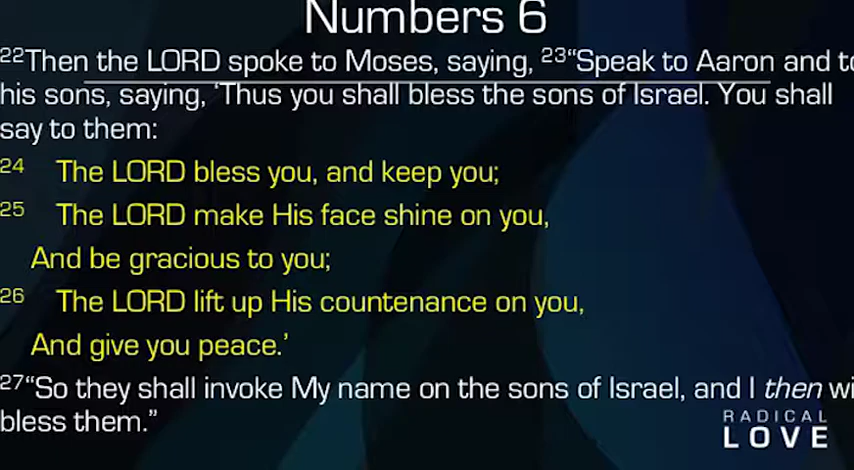 Numbers 6
22Then the LORD spoke to Moses, saying, 23“Speak to Aaron and to
his sons, saying, ‘Thus you shall bless the sons of Israel. You shall
say to them:
24 The LORD bless you, and keep you;
25 The LORD make His face shine on you,
And be gracious to you;
26 The LORD lift up His countenance on you,
And give you peace.’
27“So they shall invoke My name on the sons of Israel, and I then wi
bless them.”
RADICAL
LOVE